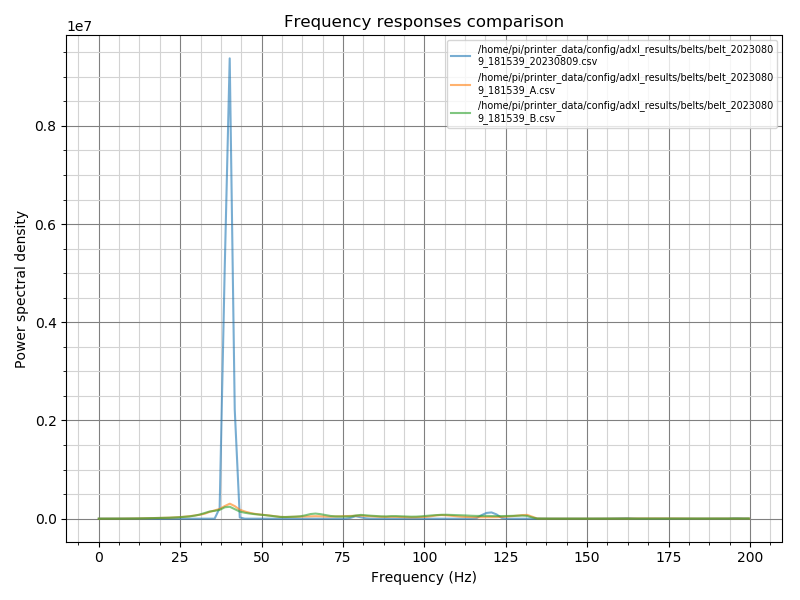 Frequency responses comparison
1e7
/home/pi/printer_data/config/adxl_results/belts/belt_2023080
9_181539_20230809.csv
/home/pi/printer_data/config/adxl_results/belts/belt_2023080
9_181539_A.csv
/home/pi/printer_data/config/adxl_results/belts/belt_2023080
9_181539_B.csv
0.8
0.6
0.4
0.2
0.0
Power spectral density
0 25 50 75 100 125 150 175 200
Frequency (Hz)